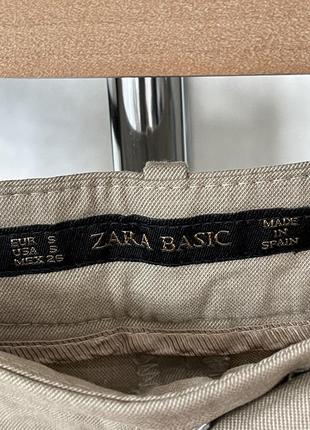 EUR S
USA S
MEX 26
ZARA BASIC
MADE
IN
SPAIN